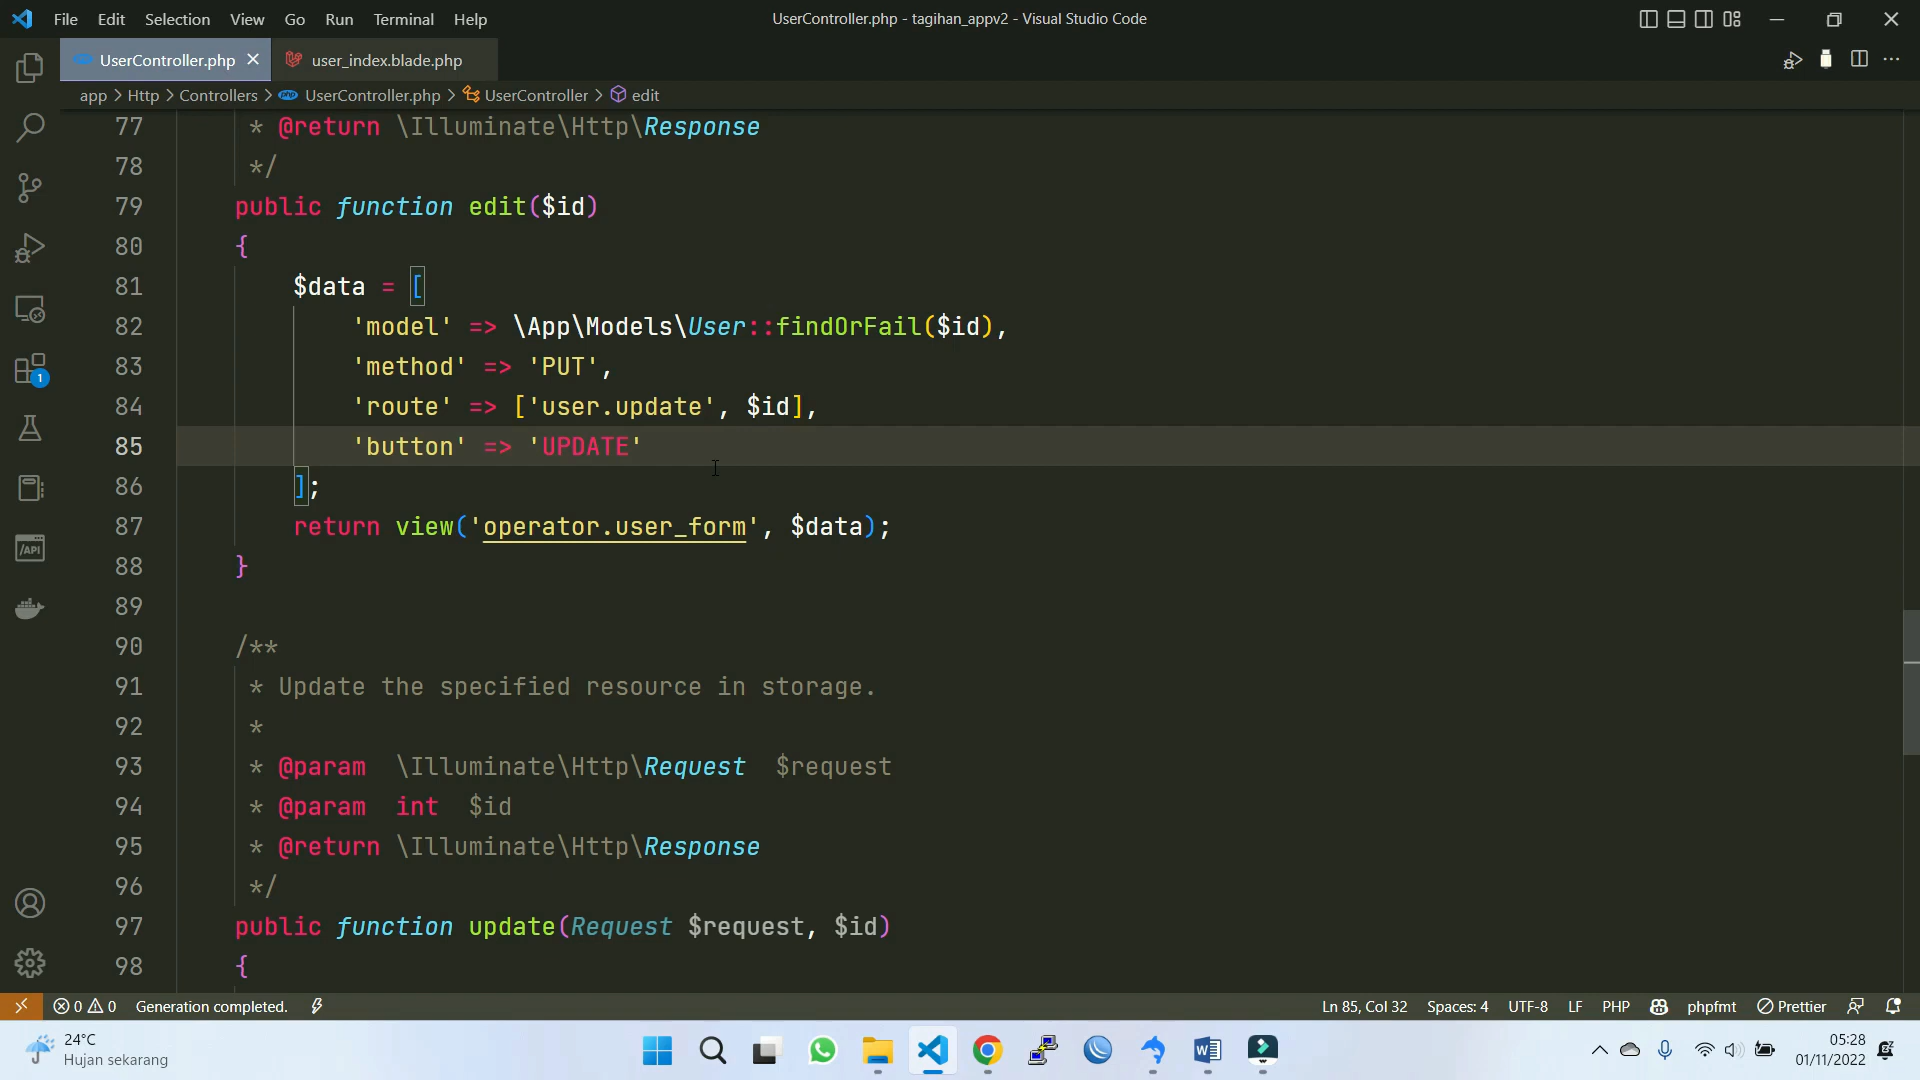 File Edit Selection View Go Run Terminal Help
UserController.php - tagihan_appv2 - Visual Studio Code
UserController.php
user_index.blade.php
app > Http > Controllers > UserController.php > UserController > edit
77 * @return \Illuminate\Http\Response
78 */
79 public function edit($id)
80 {
81 $data = [
82 'model' => \App\Models\User::findOrFail($id),
83 'method' => 'PUT',
84 'route' => ['user.update', $id],
85 'button' => 'UPDATE'
86 ];
87 return view('operator.user_form', $data);
88 }
89
90 /**
91 * Update the specified resource in storage.
92 *
93 * @param  \Illuminate\Http\Request  $request
94 * @param  int  $id
95 * @return \Illuminate\Http\Response
96 */
97 public function update(Request $request, $id)
98 {
1
/API
0 0 Generation completed.
Ln 85, Col 32 Spaces: 4 UTF-8 LF PHP phpfmt Prettier
24°C
Hujan sekarang
05:28
01/11/2022